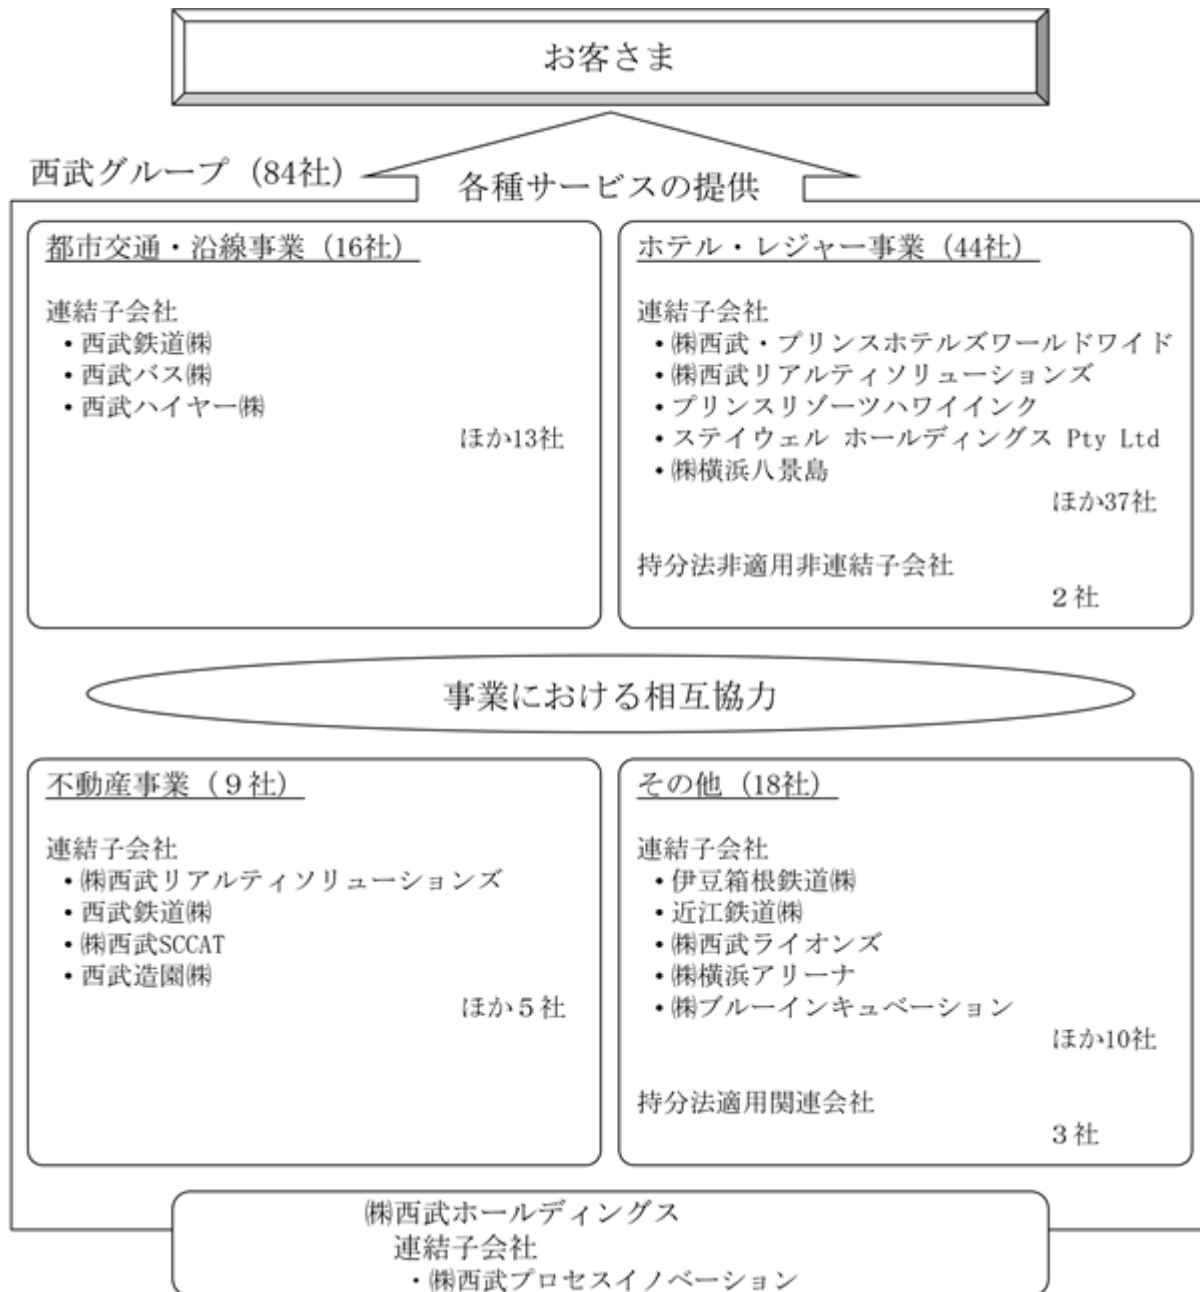 お客さま
西武グループ（84社）
各種サービスの提供
都市交通・沿線事業（16社）
連結子会社
・西武鉄道㈱
・西武バス㈱
・西武ハイヤー㈱
ほか13社
ホテル・レジャー事業（44社）
連結子会社
・㈱西武・プリンスホテルズワールドワイド
・㈱西武リアルティソリューションズ
・プリンスリゾーツハワイインク
・ステイウェル ホールディングス Pty Ltd
・㈱横浜八景島
ほか37社
持分法非適用非連結子会社
２社
事業における相互協力
不動産事業（９社）
連結子会社
・㈱西武リアルティソリューションズ
・西武鉄道㈱
・㈱西武SCCAT
・西武造園㈱
ほか５社
その他（18社）
連結子会社
・伊豆箱根鉄道㈱
・近江鉄道㈱
・㈱西武ライオンズ
・㈱横浜アリーナ
・㈱ブルーインキュベーション
ほか10社
持分法適用関連会社
３社
㈱西武ホールディングス
連結子会社
・㈱西武プロセスイノベーション